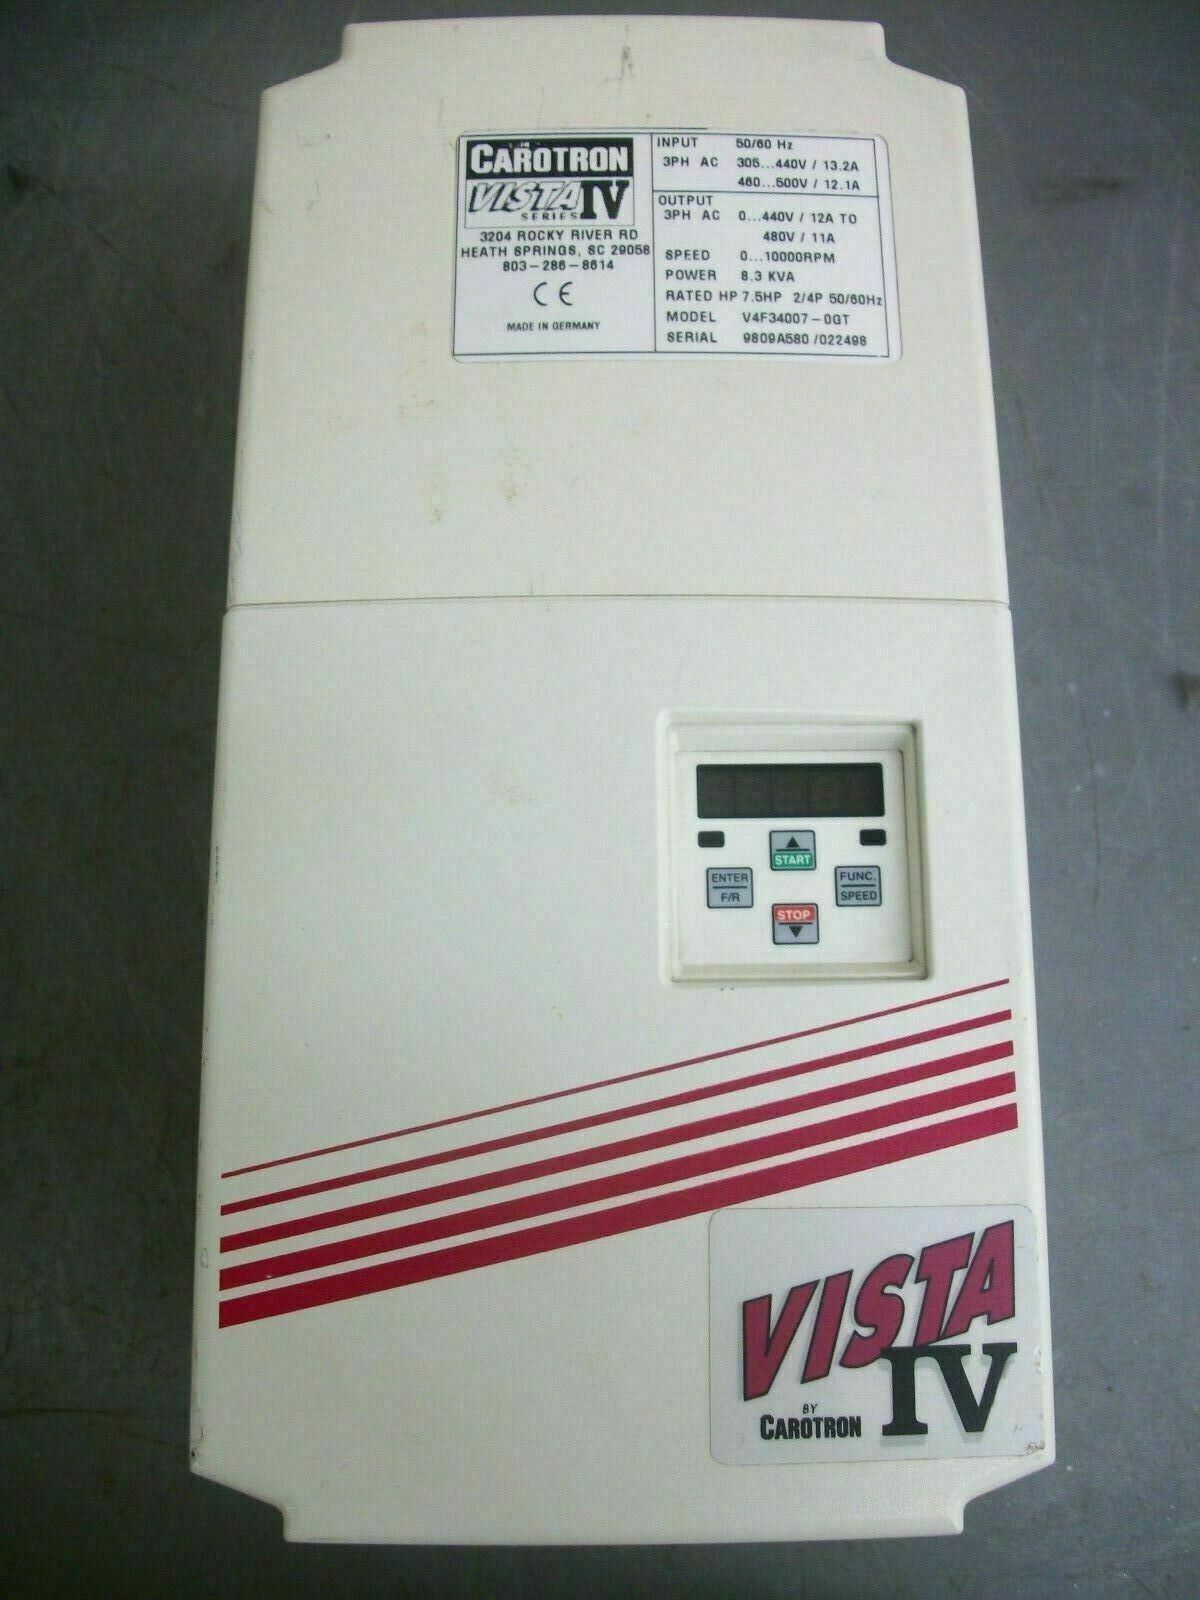 CAROTRON
VISTA IV
SERIES
3204 ROCKY RIVER RD
HEATH SPRINGS, SC 29058
803-286-8614
CE
MADE IN GERMANY
INPUT 50/60 Hz
3PH AC 305...440V / 13.2A
460...500V / 12.1A
OUTPUT
3PH AC 0...440V / 12A TO
480V / 11A
SPEED 0...10000RPM
POWER 8.3 KVA
RATED HP 7.5HP 2/4P 50/60Hz
MODEL V4F34007-0GT
SERIAL 9809A580 /022498
START
ENTER
F/R
FUNC.
SPEED
STOP
VISTA
IV
BY
CAROTRON